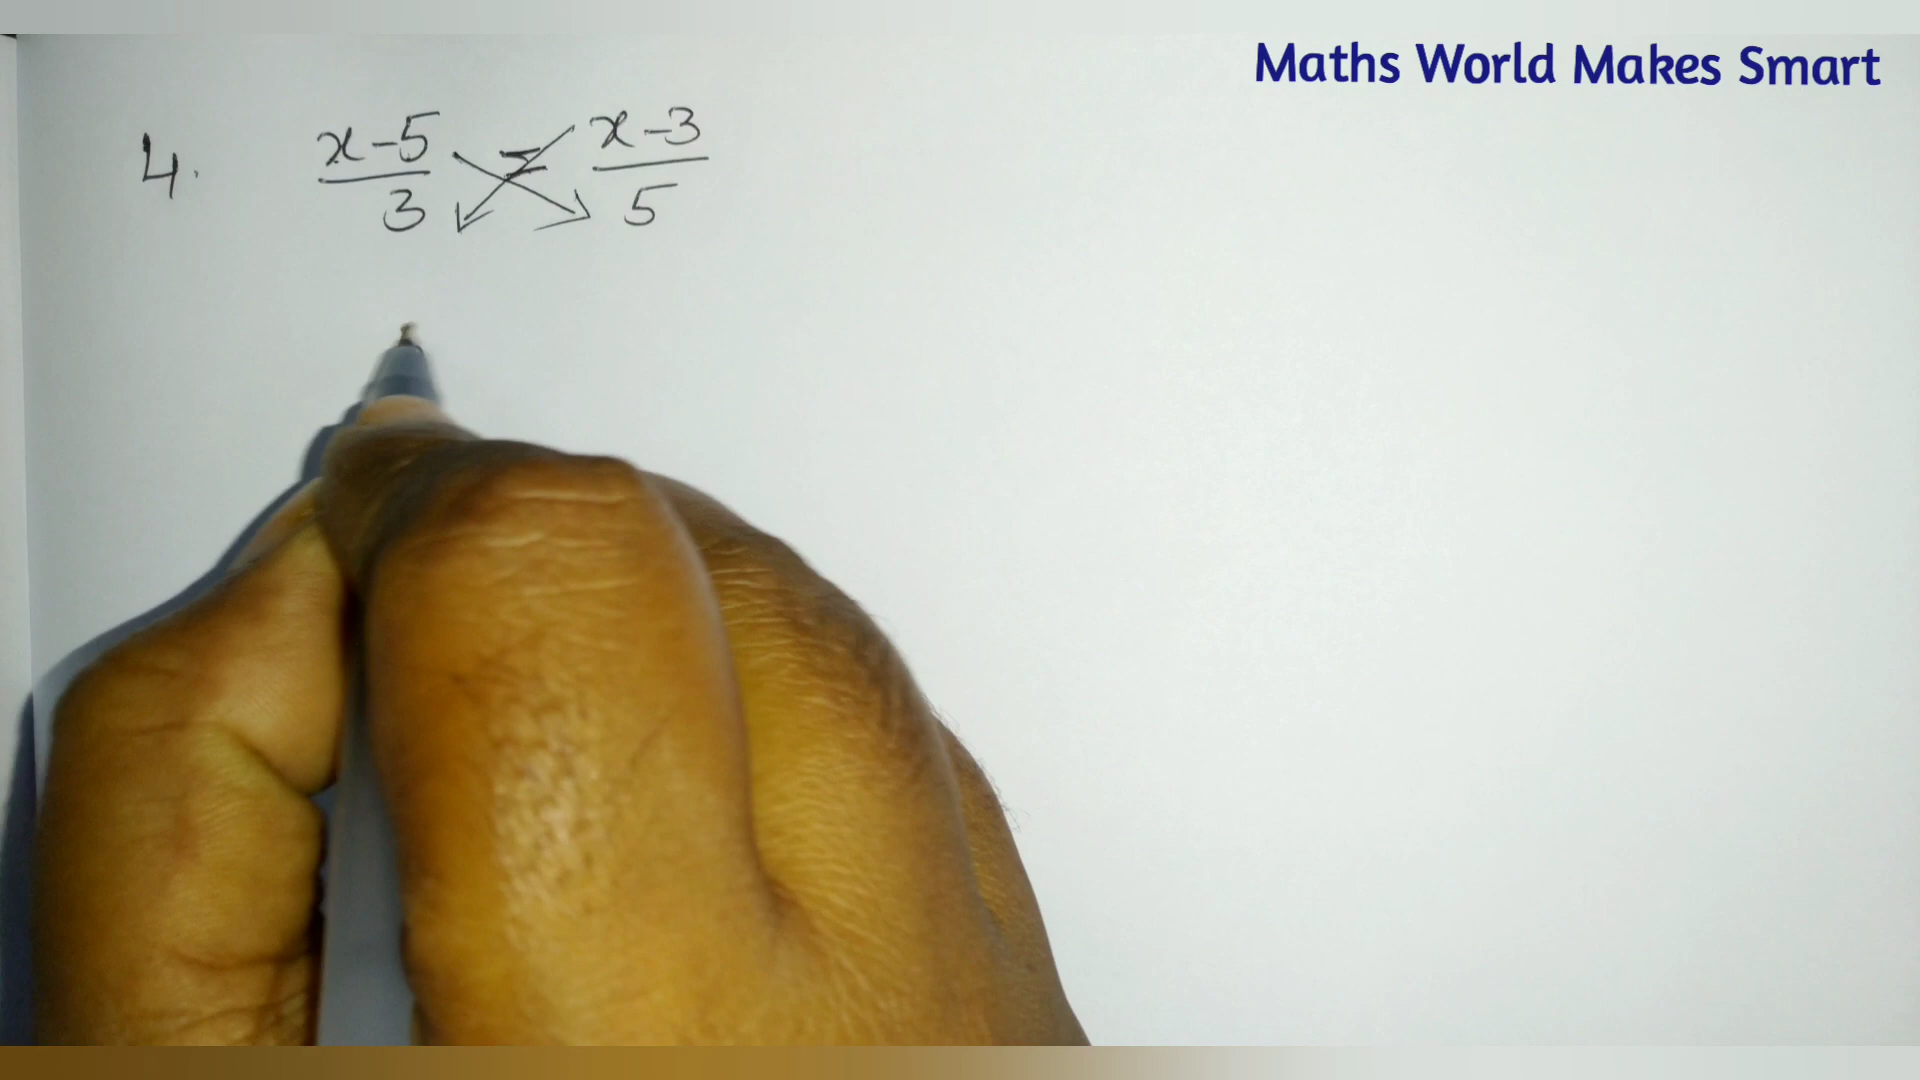 Maths World Makes Smart
4. (x-5)/3 = (x-3)/5